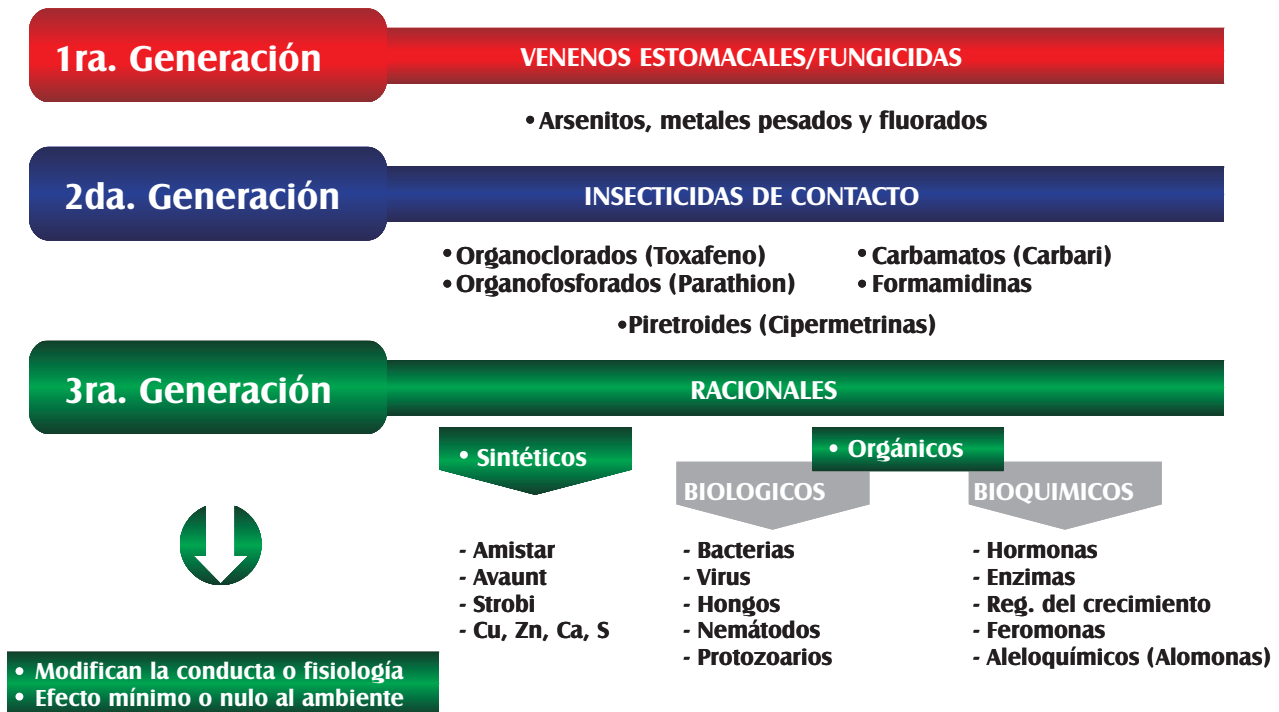 1ra. Generación
VENENOS ESTOMACALES/FUNGICIDAS
• Arsenitos, metales pesados y fluorados
2da. Generación
INSECTICIDAS DE CONTACTO
• Organoclorados (Toxafeno)
• Organofosforados (Parathion)
• Carbamatos (Carbari)
• Formamidinas
•Piretroides (Cipermetrinas)
3ra. Generación
RACIONALES
• Sintéticos
- Amistar
- Avaunt
- Strobi
- Cu, Zn, Ca, S
• Orgánicos
BIOLOGICOS
- Bacterias
- Virus
- Hongos
- Nemátodos
- Protozoarios
BIOQUIMICOS
- Hormonas
- Enzimas
- Reg. del crecimiento
- Feromonas
- Aleloquímicos (Alomonas)
• Modifican la conducta o fisiología
• Efecto mínimo o nulo al ambiente